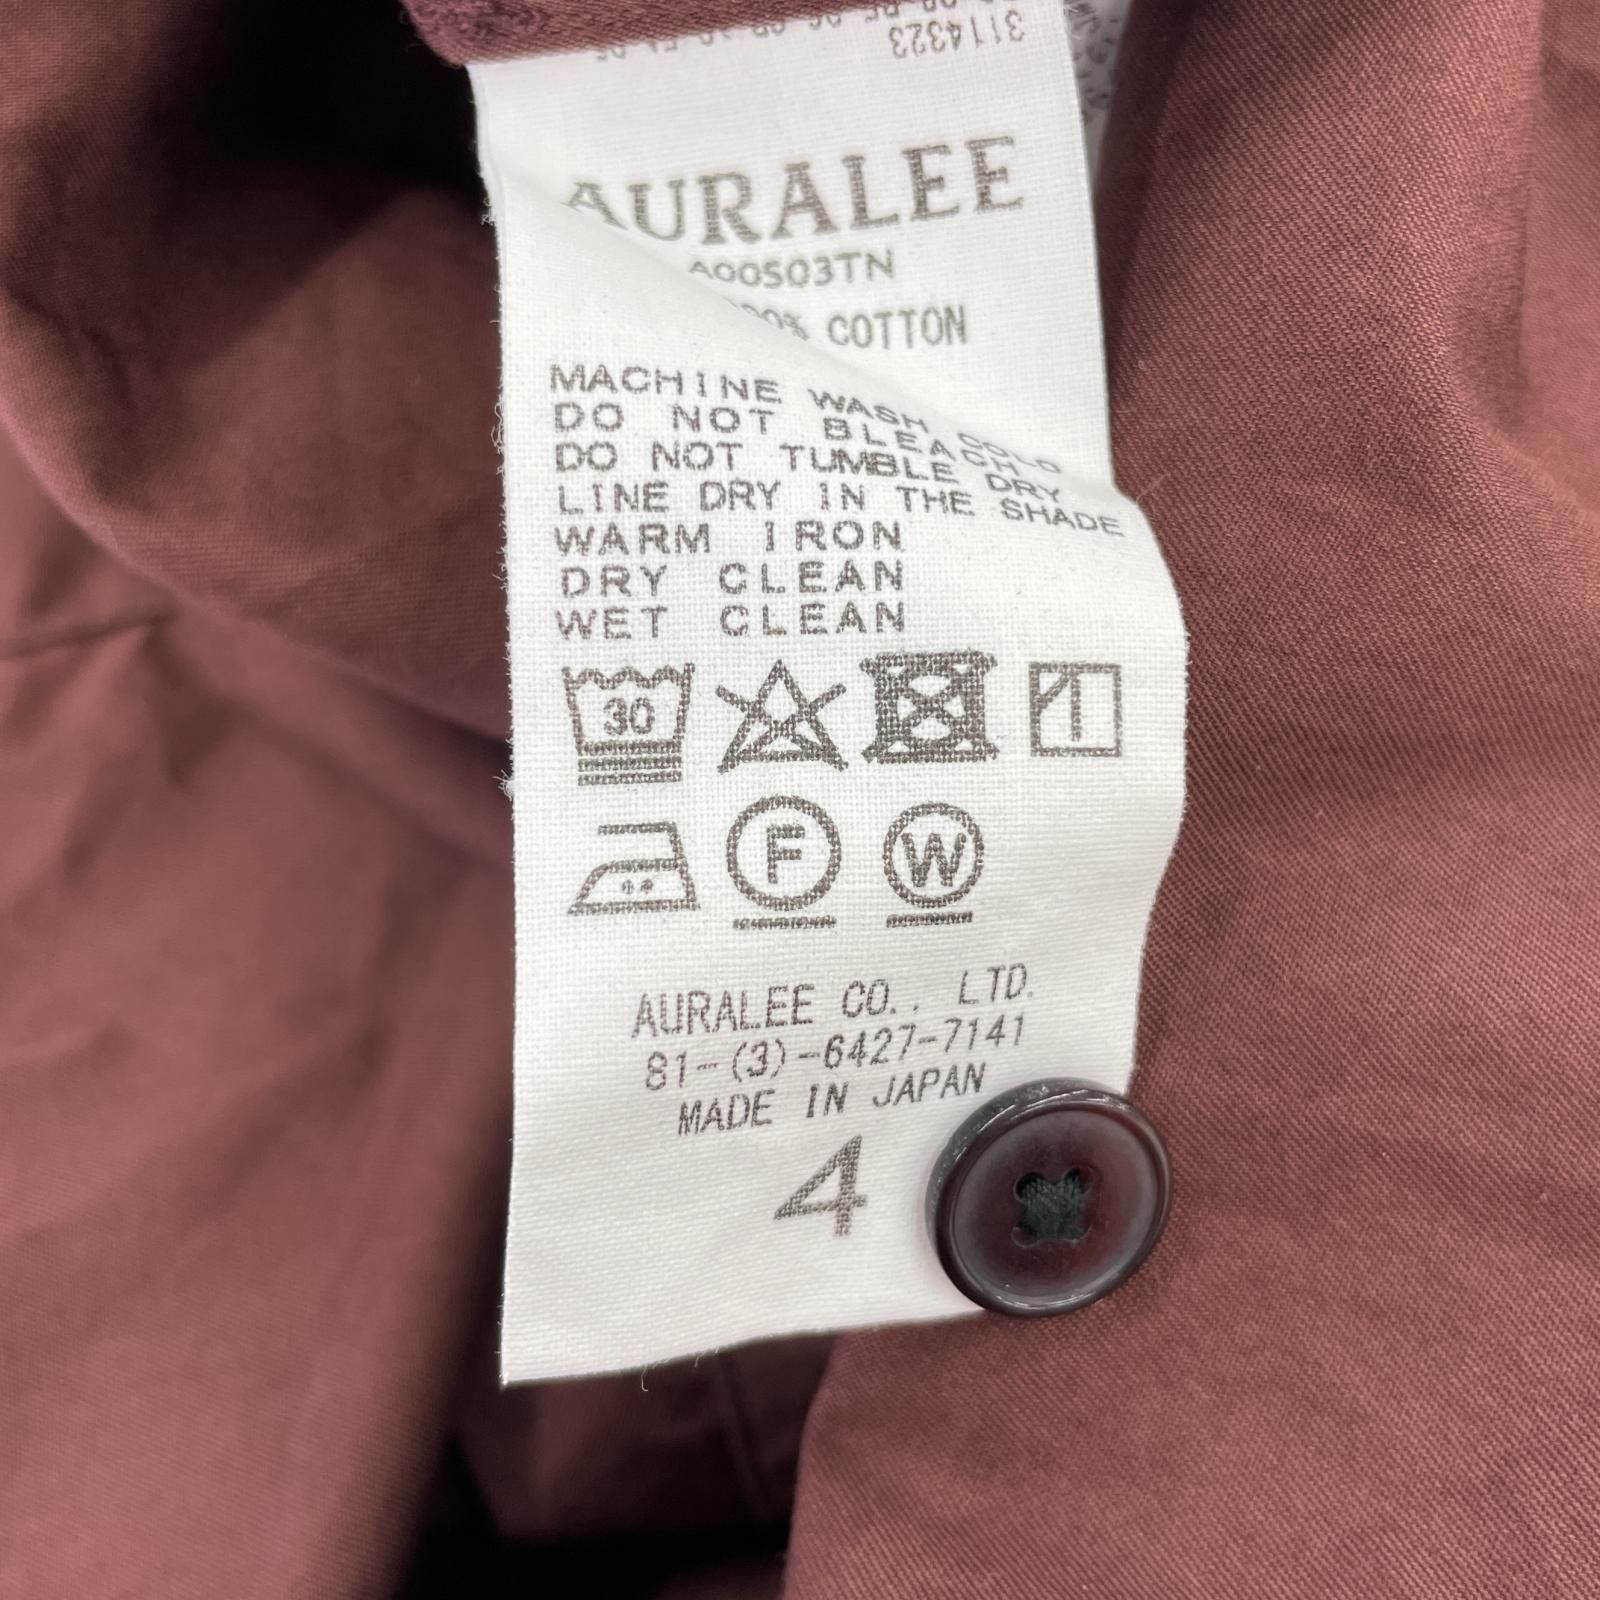 3114323
AURALEE
A00S03TN
COTTON
MACHINE WASH COLD
DO NOT BLEACH
DO NOT TUMBLE DRY
LINE DRY IN THE SHADE
WARM IRON
DRY CLEAN
WET CLEAN
30
F W
AURALEE CO., LTD.
81-(3)-6427-7141
MADE IN JAPAN
4